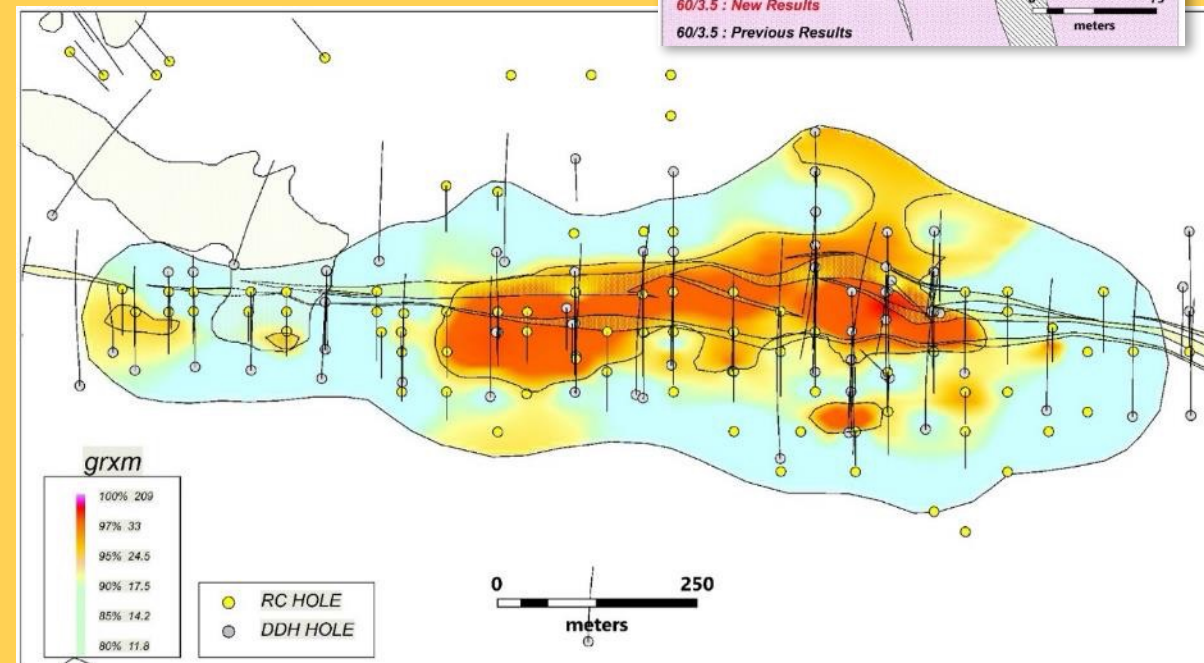 60/3.5 : New Results
60/3.5 : Previous Results
meters
grxm
100% 209
97% 33
95% 24.5
90% 17.5
85% 14.2
80% 11.8
RC HOLE
DDH HOLE
0 250
meters